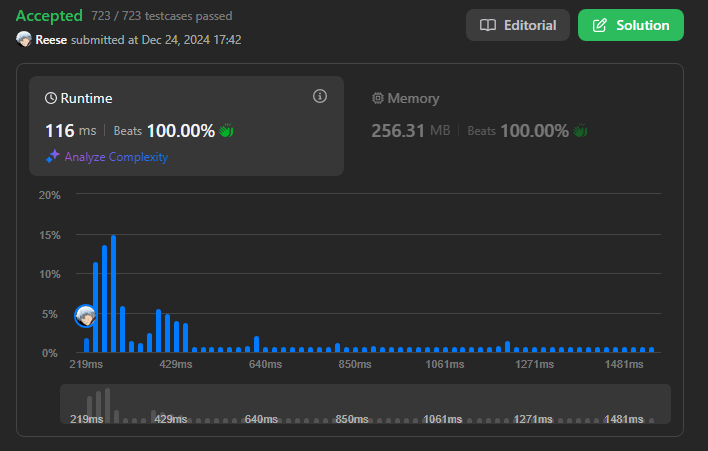 Accepted 723 / 723 testcases passed
Editorial
Solution
Reese submitted at Dec 24, 2024 17:42
Runtime
116 ms | Beats 100.00%
Analyze Complexity
Memory
256.31 MB | Beats 100.00%
20%
15%
10%
5%
0%
219ms 429ms 640ms 850ms 1061ms 1271ms 1481ms
219ms 429ms 640ms 850ms 1061ms 1271ms 1481ms